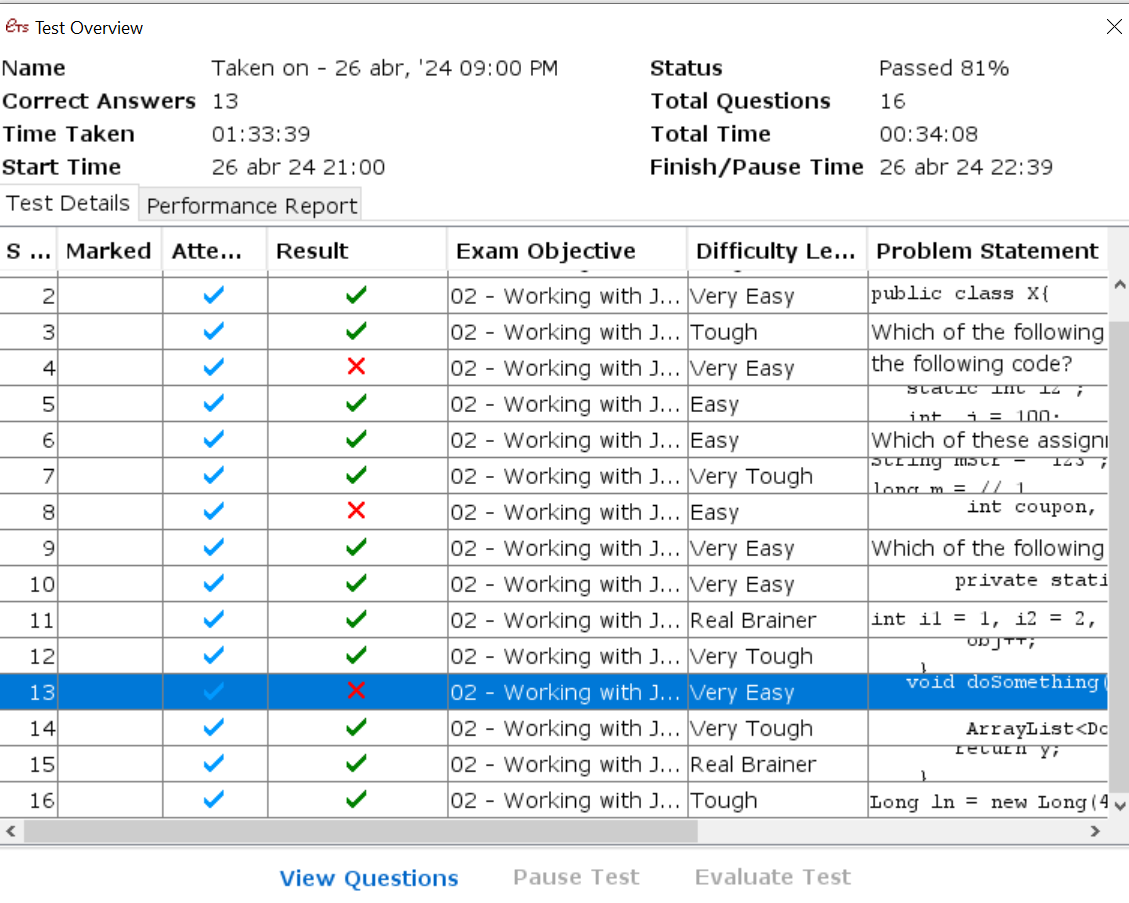 ETS Test Overview
Name Taken on - 26 abr, '24 09:00 PM Status Passed 81%
Correct Answers 13 Total Questions 16
Time Taken 01:33:39 Total Time 00:34:08
Start Time 26 abr 24 21:00 Finish/Pause Time 26 abr 24 22:39
Test Details Performance Report
S ... Marked Atte... Result Exam Objective Difficulty Le... Problem Statement
2 02 - Working with J... Very Easy public class X{
3 02 - Working with J... Tough Which of the following
4 02 - Working with J... Very Easy the following code?
5 02 - Working with J... Easy static int i2 ;
int j = 100;
6 02 - Working with J... Easy Which of these assignm
7 02 - Working with J... Very Tough String mStr = "123";
long m = // 1
8 02 - Working with J... Easy int coupon,
9 02 - Working with J... Very Easy Which of the following
10 02 - Working with J... Very Easy private stati
11 02 - Working with J... Real Brainer int i1 = 1, i2 = 2,
12 02 - Working with J... Very Tough obj++;
}
13 02 - Working with J... Very Easy void doSomething(
14 02 - Working with J... Very Tough ArrayList<Do
15 02 - Working with J... Real Brainer return y;
}
16 02 - Working with J... Tough Long ln = new Long(4
View Questions Pause Test Evaluate Test